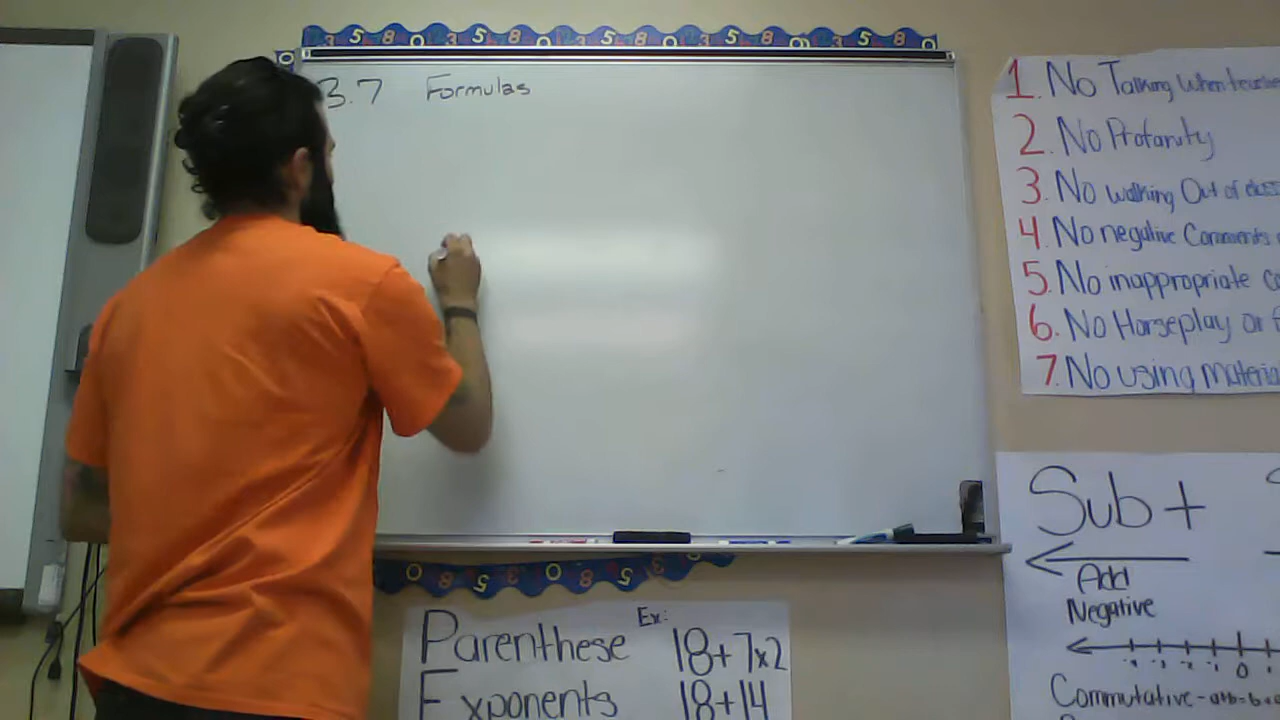 3.7 Formulas
1. No Talking When
2. No Profanity
3. No walking Out of class
4. No negative Comments
5. No inappropriate
6. No Horseplay or
7. No using Materia
Sub +
Add
Negative
0
Commutative - a+b=b+
Parenthese
Exponents
Ex:
18+7x2
18+14